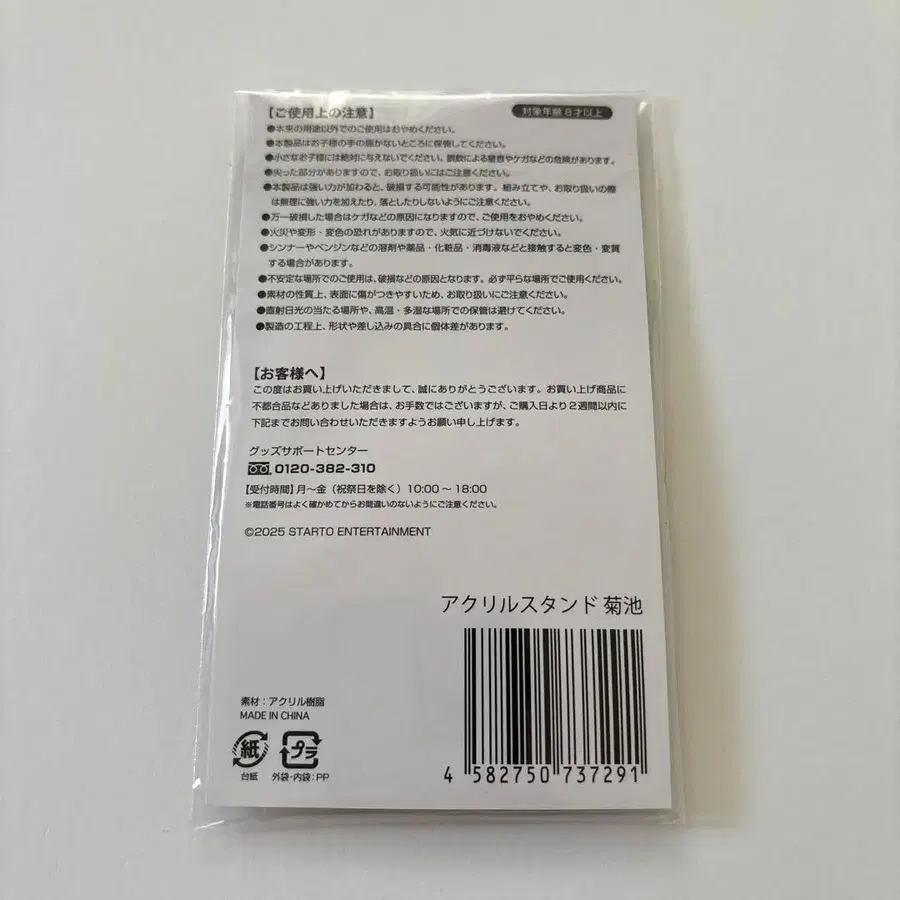 【ご使用上の注意】 対象年齢8才以上
●本来の用途以外でのご使用はおやめください。
●本製品はお子様の手の届かないところに保管してください。
●小さなお子様には絶対に与えないでください。誤飲による窒息やケガなどの危険があります。
●尖った部分がありますので、お取り扱いにはご注意ください。
●本製品は強い力が加わると、破損する可能性があります。組み立てや、お取り扱いの際
は無理に強い力を加えたり、落としたりしないようにご注意ください。
●万一破損した場合はケガなどの原因になりますので、ご使用をおやめください。
●火災や変形・変色の恐れがありますので、火気に近づけないでください。
●シンナーやベンジンなどの溶剤や薬品・化粧品・消毒液などと接触すると変色・変質
する場合があります。
●不安定な場所でのご使用は、破損などの原因となります。必ず平らな場所でご使用ください。
●素材の性質上、表面に傷がつきやすいため、お取り扱いにご注意ください。
●直射日光の当たる場所や、高温・多湿な場所での保管は避けてください。
●製造の工程上、形状や差し込みの具合に個体差があります。
【お客様へ】
この度はお買い上げいただきまして、誠にありがとうございます。お買い上げ商品に
不都合品などありました場合は、お手数ではございますが、ご購入日より2週間以内に
下記までお問い合わせいただきますようお願い申し上げます。
グッズサポートセンター
0120-382-310
【受付時間】月～金（祝祭日を除く）10:00～18:00
※電話番号はよく確かめてからお間違いのないようにご注意ください。
©2025 STARTO ENTERTAINMENT
アクリルスタンド 菊池
素材：アクリル樹脂
MADE IN CHINA
紙 プラ
台紙 外袋・内袋：PP
4 582750 737291